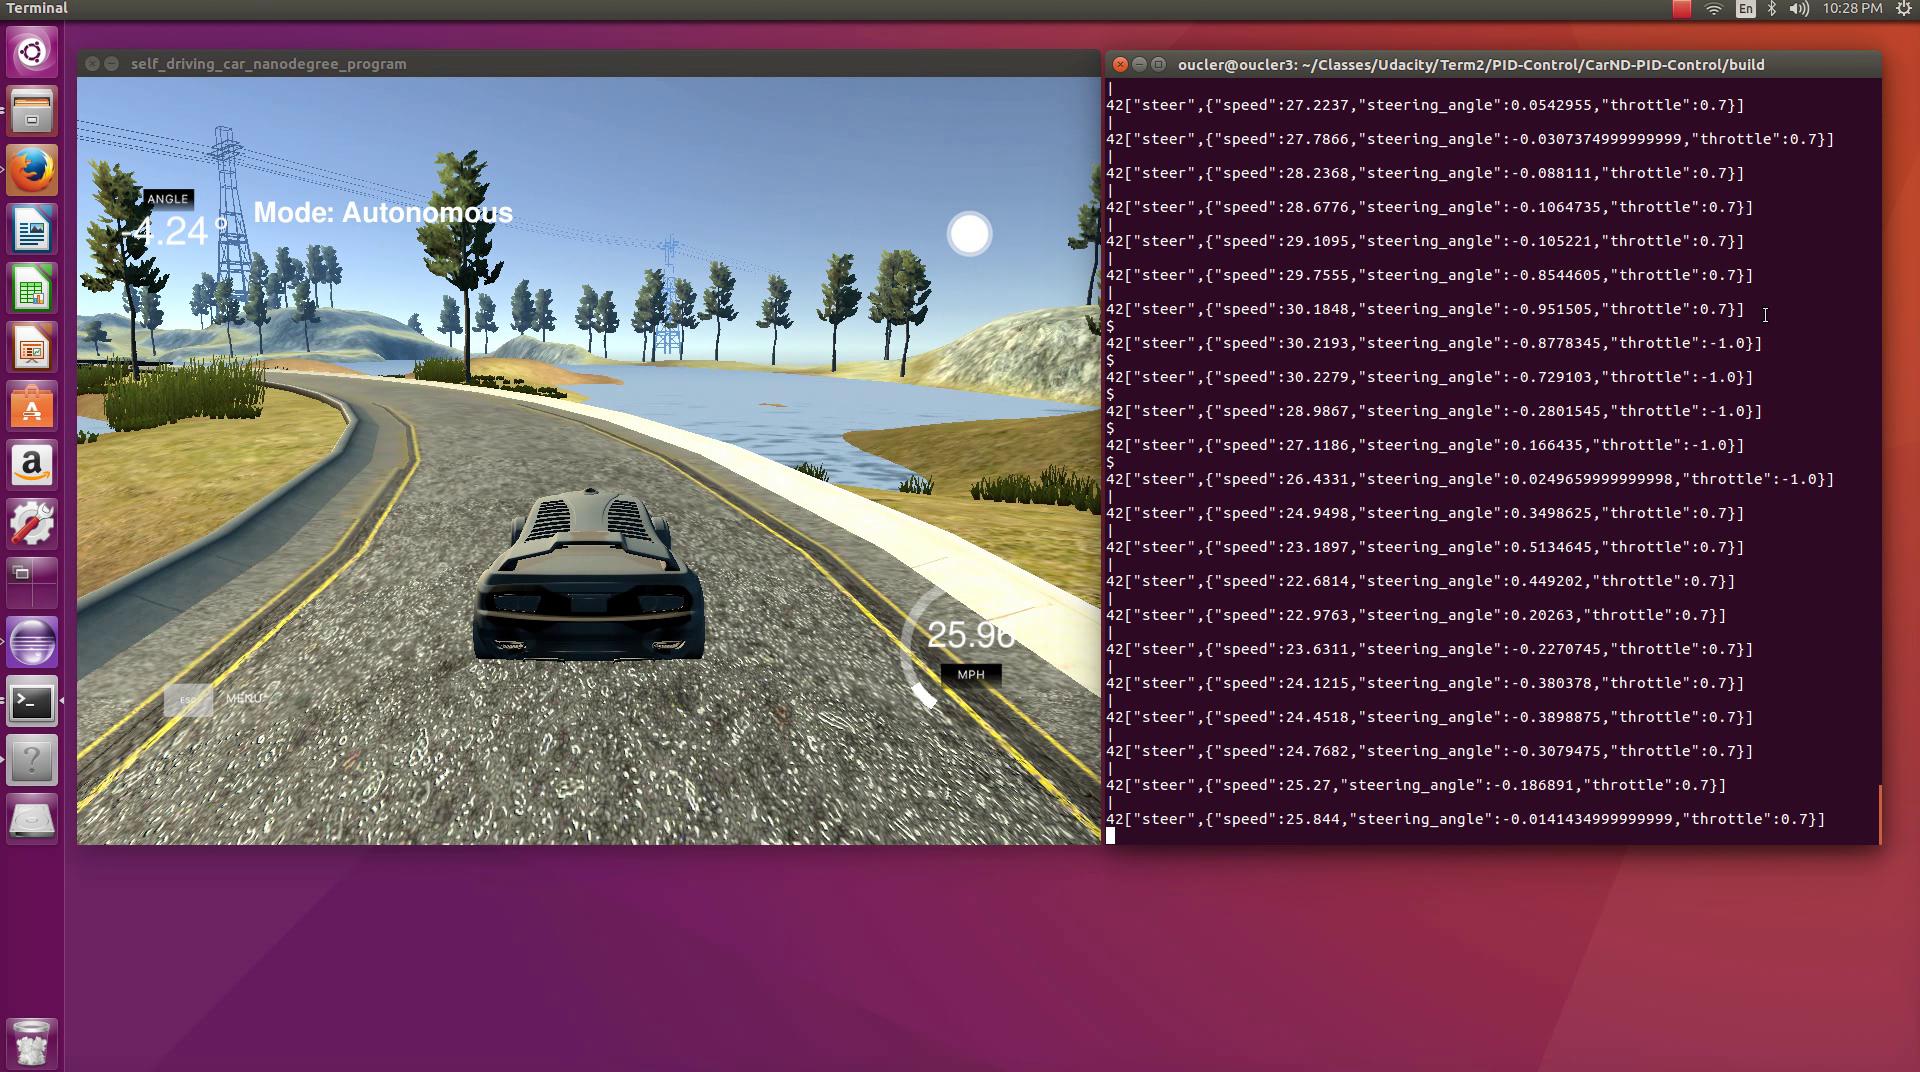 Terminal
En
10:28 PM
self_driving_car_nanodegree_program
ANGLE
-4.24°
Mode: Autonomous
25.96
MPH
ESC
MENU
oucler@oucler3: ~/Classes/Udacity/Term2/PID-Control/CarND-PID-Control/build
|
42["steer",{"speed":27.2237,"steering_angle":0.0542955,"throttle":0.7}]
|
42["steer",{"speed":27.7866,"steering_angle":-0.0307374999999999,"throttle":0.7}]
|
42["steer",{"speed":28.2368,"steering_angle":-0.088111,"throttle":0.7}]
|
42["steer",{"speed":28.6776,"steering_angle":-0.1064735,"throttle":0.7}]
|
42["steer",{"speed":29.1095,"steering_angle":-0.105221,"throttle":0.7}]
|
42["steer",{"speed":29.7555,"steering_angle":-0.8544605,"throttle":0.7}]
|
42["steer",{"speed":30.1848,"steering_angle":-0.951505,"throttle":0.7}]
$
42["steer",{"speed":30.2193,"steering_angle":-0.8778345,"throttle":-1.0}]
$
42["steer",{"speed":30.2279,"steering_angle":-0.729103,"throttle":-1.0}]
$
42["steer",{"speed":28.9867,"steering_angle":-0.2801545,"throttle":-1.0}]
$
42["steer",{"speed":27.1186,"steering_angle":0.166435,"throttle":-1.0}]
$
42["steer",{"speed":26.4331,"steering_angle":0.0249659999999998,"throttle":-1.0}]
|
42["steer",{"speed":24.9498,"steering_angle":0.3498625,"throttle":0.7}]
|
42["steer",{"speed":23.1897,"steering_angle":0.5134645,"throttle":0.7}]
|
42["steer",{"speed":22.6814,"steering_angle":0.449202,"throttle":0.7}]
|
42["steer",{"speed":22.9763,"steering_angle":0.20263,"throttle":0.7}]
|
42["steer",{"speed":23.6311,"steering_angle":-0.2270745,"throttle":0.7}]
|
42["steer",{"speed":24.1215,"steering_angle":-0.380378,"throttle":0.7}]
|
42["steer",{"speed":24.4518,"steering_angle":-0.3898875,"throttle":0.7}]
|
42["steer",{"speed":24.7682,"steering_angle":-0.3079475,"throttle":0.7}]
|
42["steer",{"speed":25.27,"steering_angle":-0.186891,"throttle":0.7}]
|
42["steer",{"speed":25.844,"steering_angle":-0.0141434999999999,"throttle":0.7}]